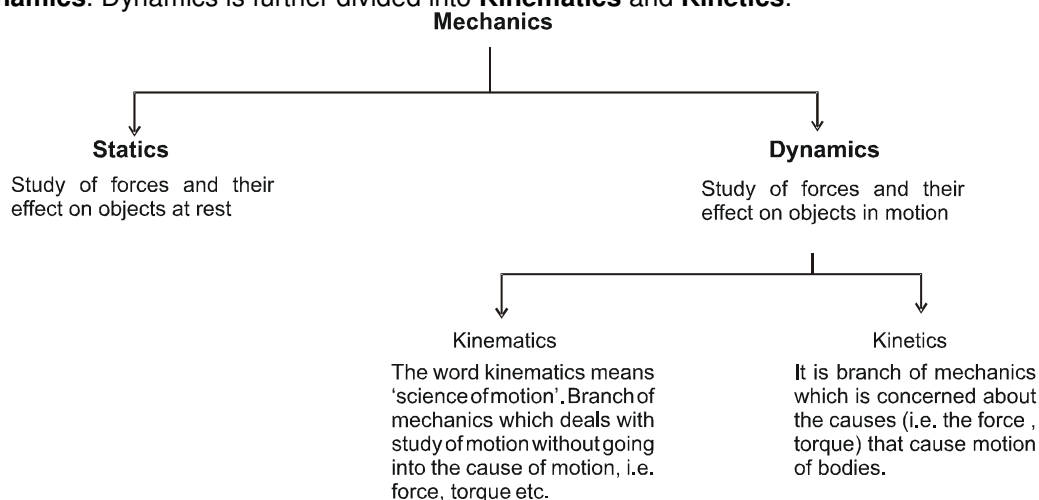 namics. Dynamics is further divided into Kinematics and Kinetics.
Mechanics
Statics
Study of forces and their
effect on objects at rest
Dynamics
Study of forces and their
effect on objects in motion
Kinematics
The word kinematics means
‘science of motion’. Branch of
mechanics which deals with
study of motion without going
into the cause of motion, i.e.
force, torque etc.
Kinetics
It is branch of mechanics
which is concerned about
the causes (i.e. the force ,
torque) that cause motion
of bodies.